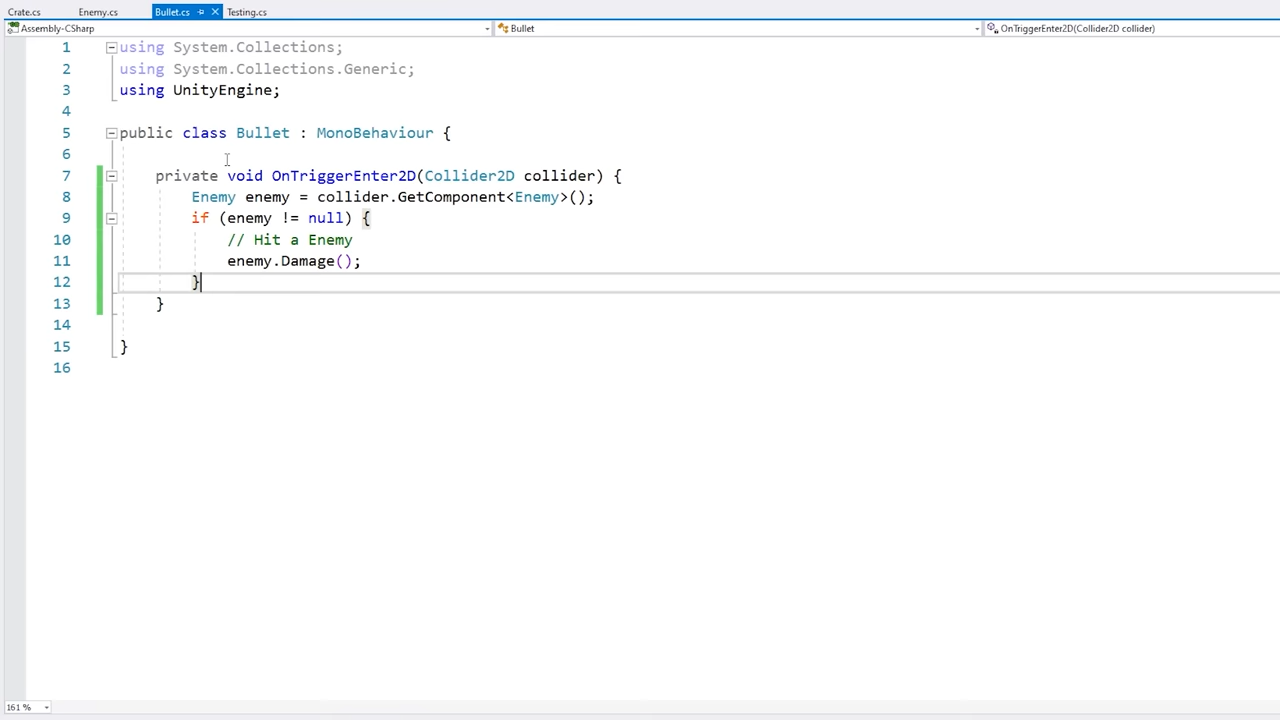 Crate.cs Enemy.cs Bullet.cs Testing.cs
Assembly-CSharp Bullet OnTriggerEnter2D(Collider2D collider)
1 using System.Collections;
2 using System.Collections.Generic;
3 using UnityEngine;
4
5 public class Bullet : MonoBehaviour {
6
7 private void OnTriggerEnter2D(Collider2D collider) {
8 Enemy enemy = collider.GetComponent<Enemy>();
9 if (enemy != null) {
10 // Hit a Enemy
11 enemy.Damage();
12 }
13 }
14
15 }
16
161 %